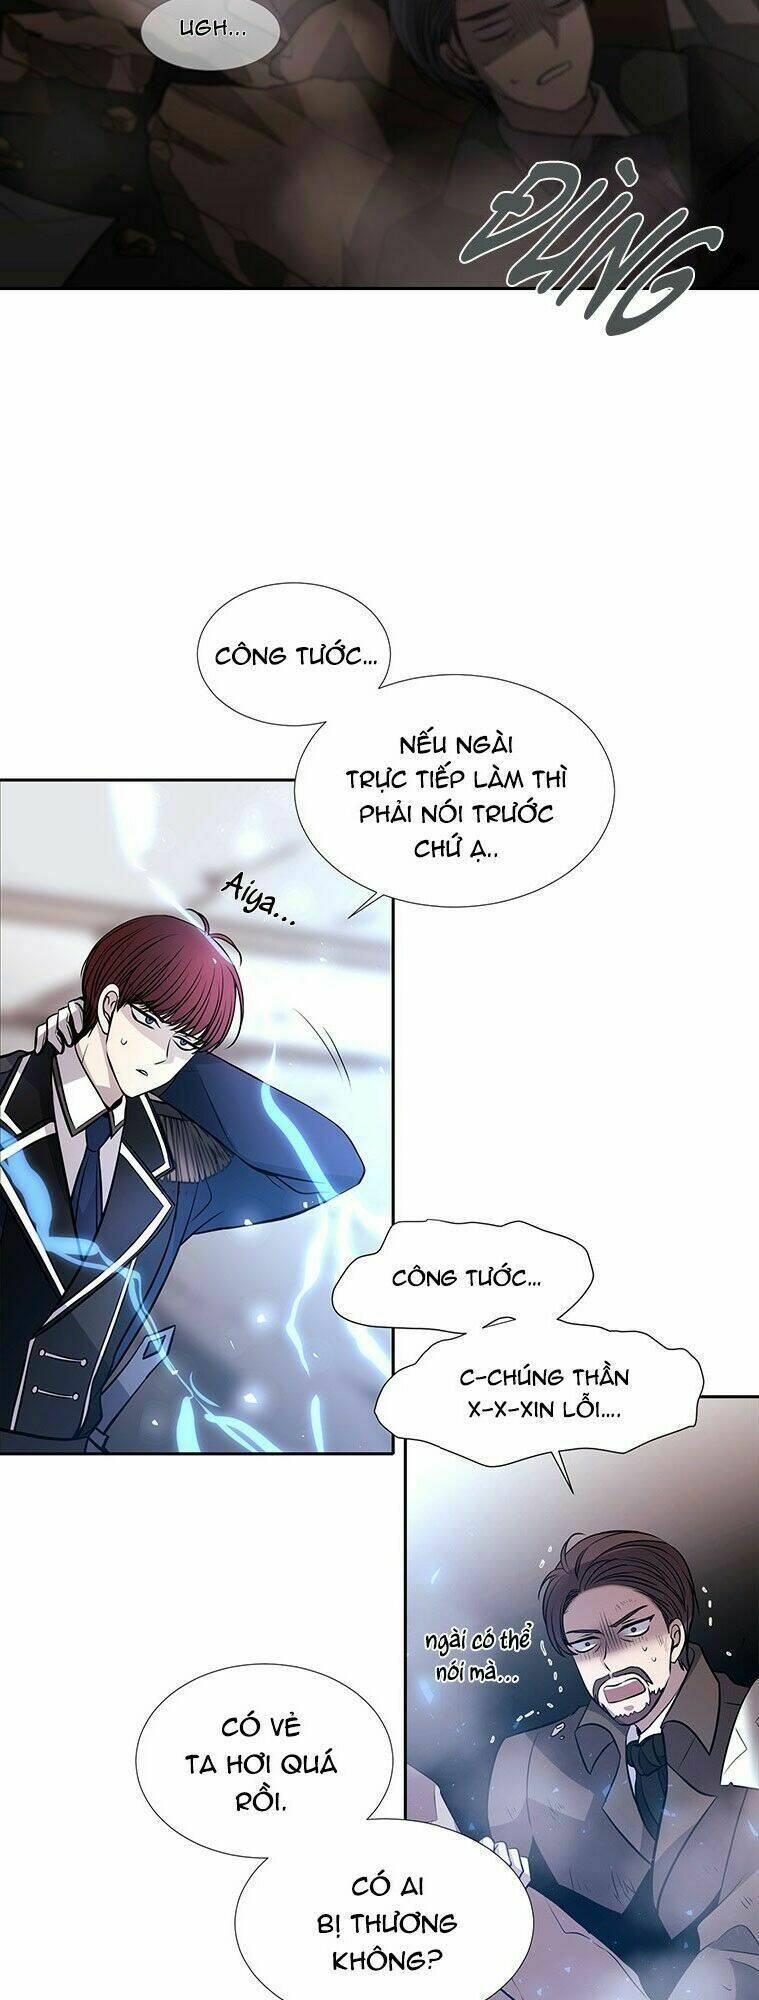 UGH...
ĐÙNG
CÔNG TƯỚC...
NẾU NGÀI
TRỰC TIẾP LÀM THÌ
PHẢI NÓI TRƯỚC
CHỨ Ạ..
Aiya...
CÔNG TƯỚC...
C-CHÚNG THẦN
X-X-XIN LỖI....
ngài có thể
nói mà...
CÓ VẺ
TA HƠI QUÁ
RỒI.
CÓ AI
BỊ THƯƠNG
KHÔNG?